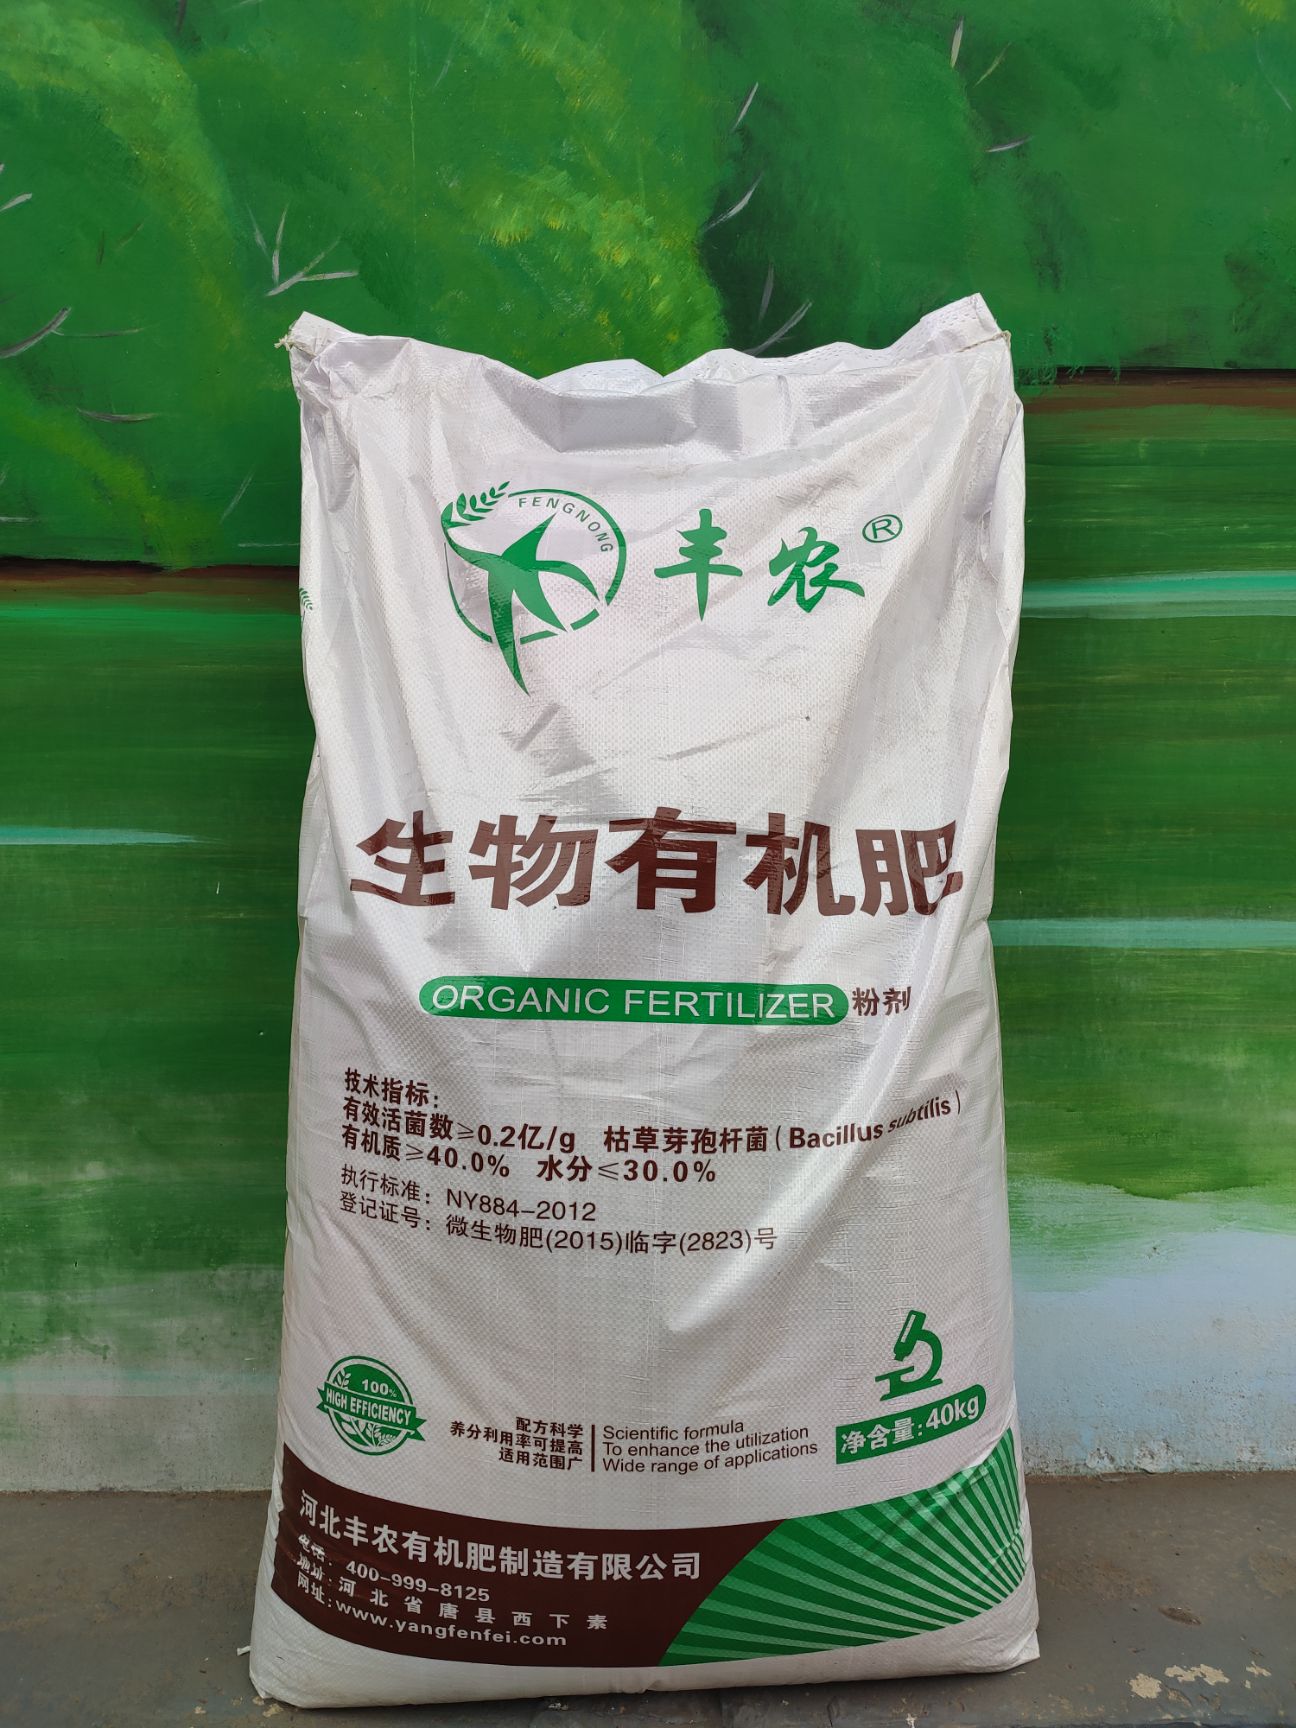 FENGNONG
丰农®
生物有机肥
ORGANIC FERTILIZER 粉剂
技术指标：
有效活菌数≥0.2亿/g 枯草芽孢杆菌（Bacillus subtilis）
有机质≥40.0% 水分≤30.0%
执行标准：NY884-2012
登记证号：微生物肥(2015)临字(2823)号
100%
HIGH EFFICIENCY
配方科学
养分利用率可提高
适用范围广
Scientific formula
To enhance the utilization
Wide range of applications
净含量:40kg
河北丰农有机肥制造有限公司
电话：400-999-8125
地址：河北省唐县西下素
网址:www.yangfenfei.com